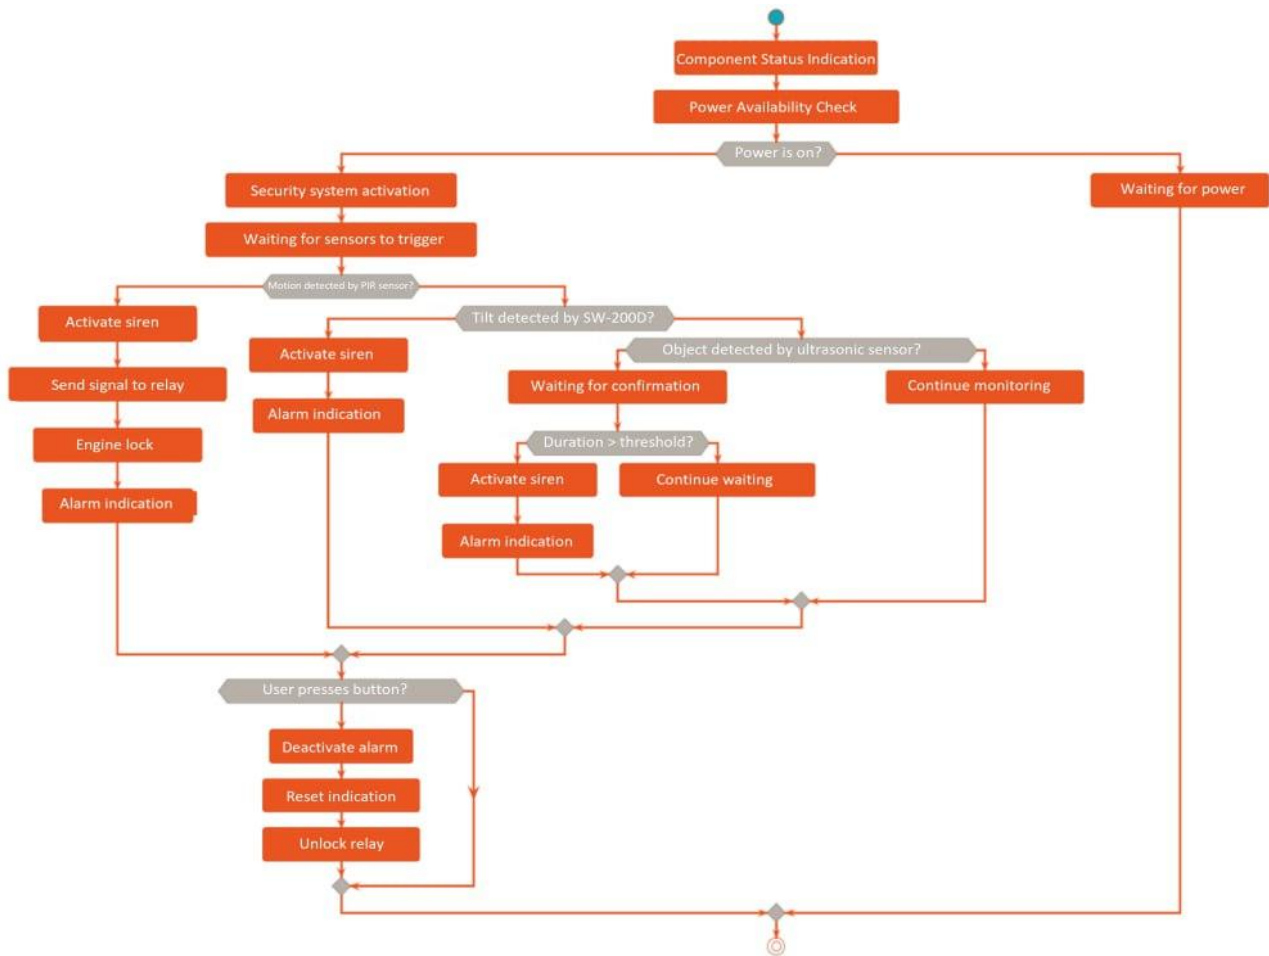 Component Status Indication
Power Availability Check
Power is on?
Security system activation
Waiting for power
Waiting for sensors to trigger
Motion detected by PIR sensor?
Activate siren
Tilt detected by SW-200D?
Activate siren
Object detected by ultrasonic sensor?
Send signal to relay
Waiting for confirmation
Continue monitoring
Alarm indication
Engine lock
Duration > threshold?
Activate siren
Continue waiting
Alarm indication
Alarm indication
User presses button?
Deactivate alarm
Reset indication
Unlock relay